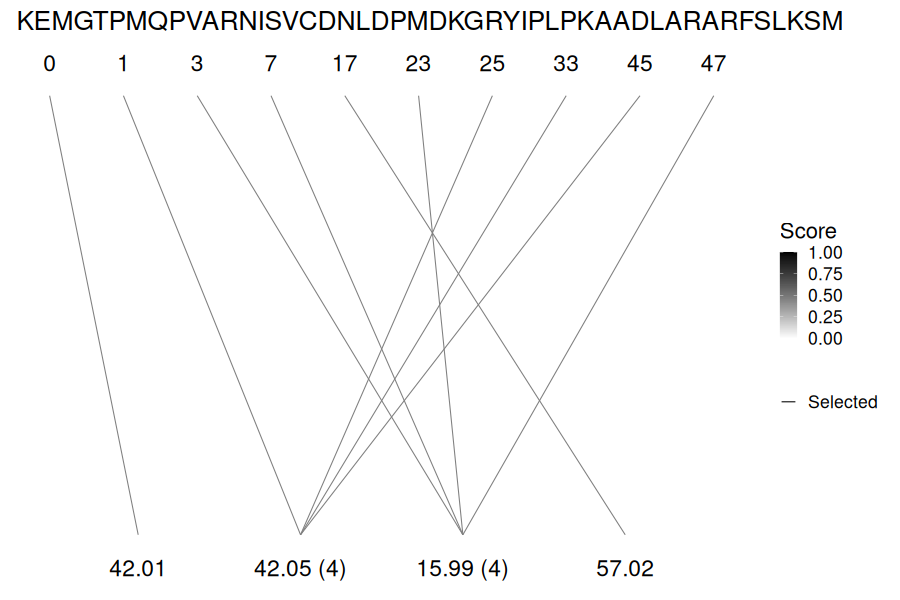 KEMGTPMQPVARNISVCDNLDPMDKGRYIPLPKAADLARARFSLKSM
0 1 3 7 17 23 25 33 45 47
Score
1.00
0.75
0.50
0.25
0.00
Selected
42.01 42.05 (4) 15.99 (4) 57.02